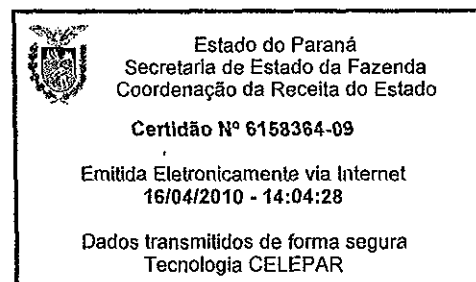 Estado do Paraná
Secretaria de Estado da Fazenda
Coordenação da Receita do Estado
Certidão Nº 6158364-09
Emitida Eletronicamente via Internet
16/04/2010 - 14:04:28
Dados transmitidos de forma segura
Tecnologia CELEPAR